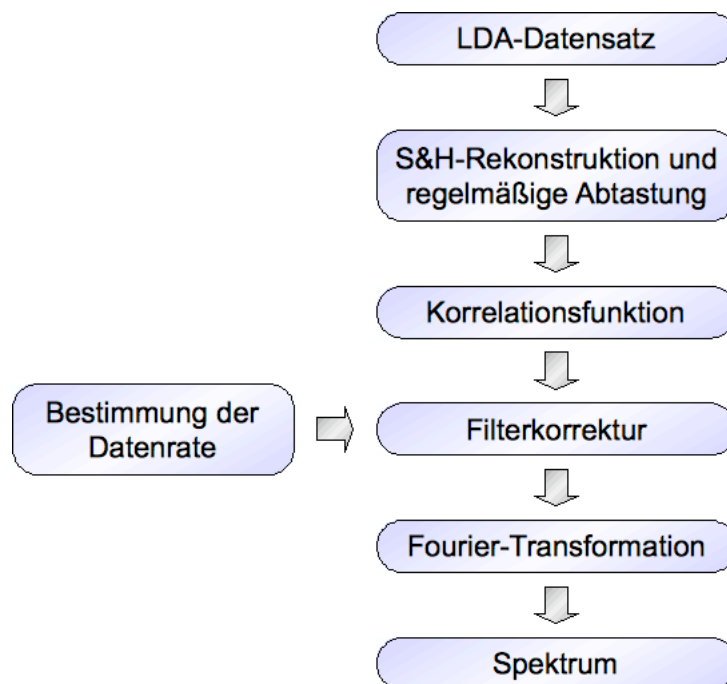 LDA-Datensatz
S&H-Rekonstruktion und
regelmäßige Abtastung
Korrelationsfunktion
Bestimmung der
Datenrate
Filterkorrektur
Fourier-Transformation
Spektrum